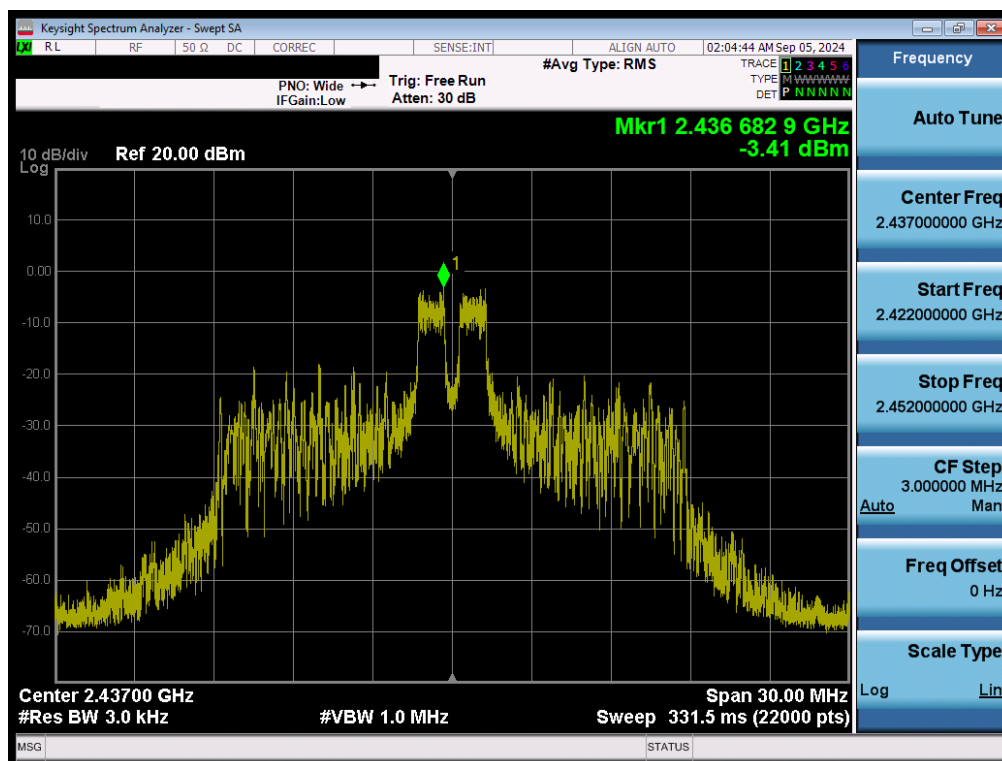 Keysight Spectrum Analyzer - Swept SA
LXI RL RF 50 Ω DC CORREC SENSE:INT ALIGN AUTO 02:04:44 AM Sep 05, 2024
PNO: Wide
IFGain:Low
Trig: Free Run
Atten: 30 dB
#Avg Type: RMS
TRACE 1 2 3 4 5 6
TYPE M WWWWW
DET P N N N N N
Mkr1 2.436 682 9 GHz
-3.41 dBm
10 dB/div Ref 20.00 dBm
Log
10.0
0.00
-10.0
-20.0
-30.0
-40.0
-50.0
-60.0
-70.0
1
Center 2.43700 GHz Span 30.00 MHz
#Res BW 3.0 kHz #VBW 1.0 MHz Sweep 331.5 ms (22000 pts)
MSG STATUS
Frequency
Auto Tune
Center Freq
2.437000000 GHz
Start Freq
2.422000000 GHz
Stop Freq
2.452000000 GHz
CF Step
3.000000 MHz
Auto Man
Freq Offset
0 Hz
Scale Type
Log Lin